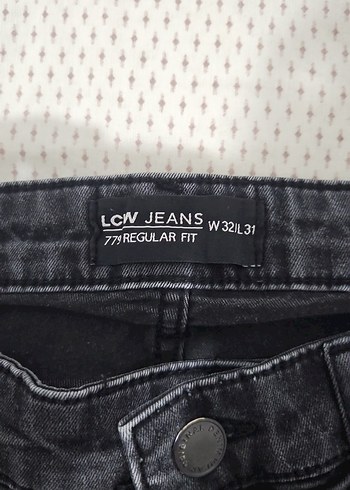 LCW JEANS
779 REGULAR FIT
W 32/L 31